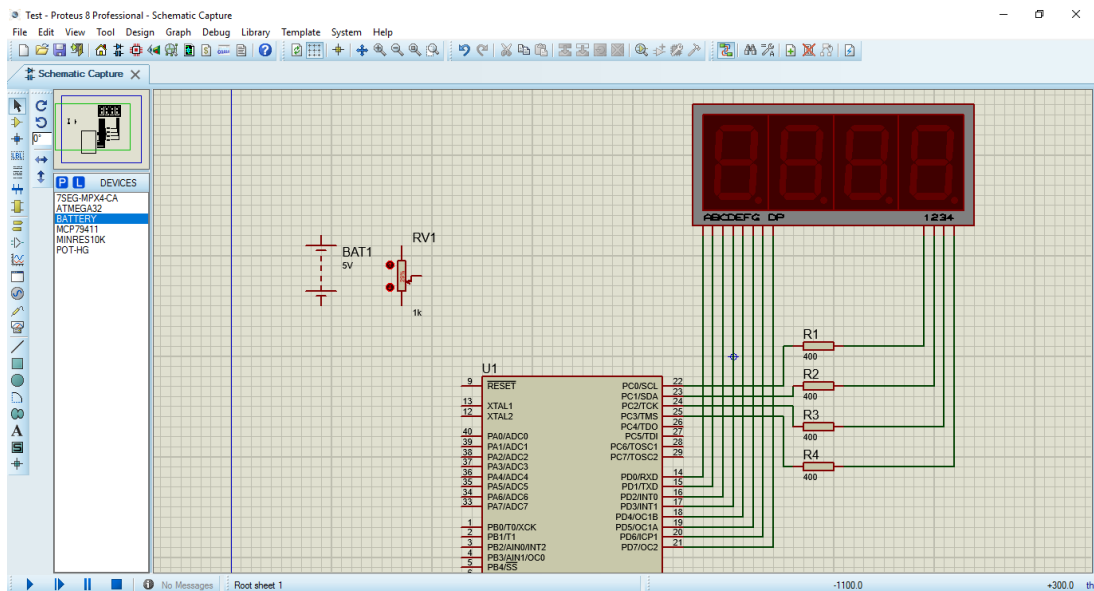 Test - Proteus 8 Professional - Schematic Capture
File Edit View Tool Design Graph Debug Library Template System Help
Schematic Capture
0°
P L DEVICES
7SEG-MPX4-CA
ATMEGA32
BATTERY
MCP79411
MINRES10K
POT-HG
ABCDEFG DP
1234
BAT1
5V
RV1
1k
R1
400
R2
400
R3
400
R4
400
U1
9 RESET
13 XTAL1
12 XTAL2
40 PA0/ADC0
39 PA1/ADC1
38 PA2/ADC2
37 PA3/ADC3
36 PA4/ADC4
35 PA5/ADC5
34 PA6/ADC6
33 PA7/ADC7
1 PB0/T0/XCK
2 PB1/T1
3 PB2/AIN0/INT2
4 PB3/AIN1/OC0
5 PB4/SS
PC0/SCL 22
PC1/SDA 23
PC2/TCK 24
PC3/TMS 25
PC4/TDO 26
PC5/TDI 27
PC6/TOSC1 28
PC7/TOSC2 29
PD0/RXD 14
PD1/TXD 15
PD2/INT0 16
PD3/INT1 17
PD4/OC1B 18
PD5/OC1A 19
PD6/ICP1 20
PD7/OC2 21
No Messages
Root sheet 1
-1100.0
+300.0 th